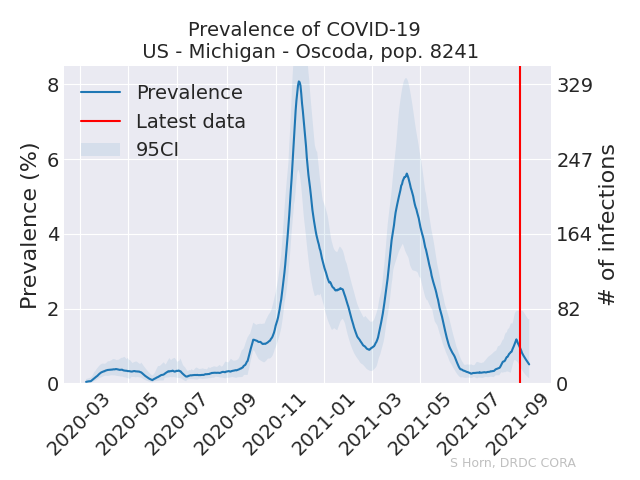 Prevalence of COVID-19
US - Michigan - Oscoda, pop. 8241
Prevalence
Latest data
95CI
Prevalence (%)
8
6
4
2
0
329
247
164
82
0
# of infections
2020-03
2020-05
2020-07
2020-09
2020-11
2021-01
2021-03
2021-05
2021-07
2021-09
S Horn, DRDC CORA